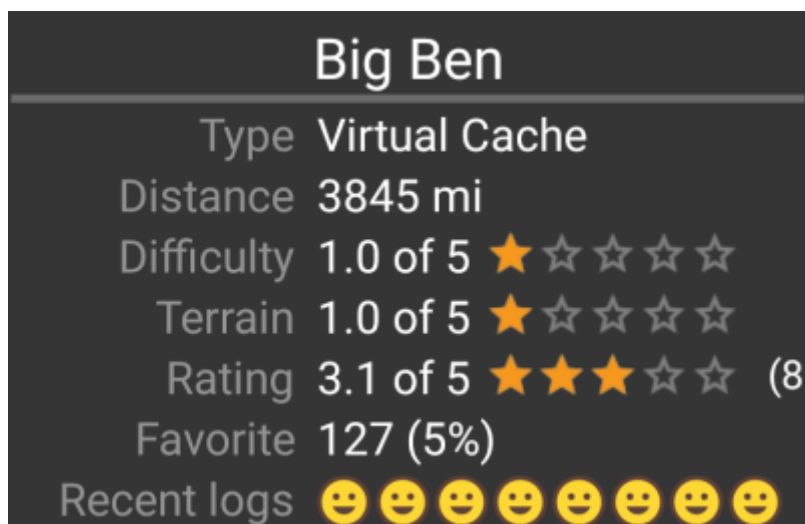 Big Ben
Type Virtual Cache
Distance 3845 mi
Difficulty 1.0 of 5
Terrain 1.0 of 5
Rating 3.1 of 5 (8
Favorite 127 (5%)
Recent logs